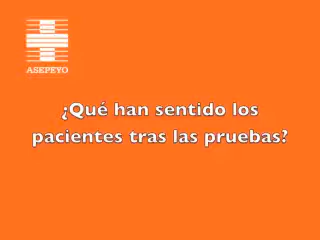 ASEPEYO
¿Qué han sentido los
pacientes tras las pruebas?